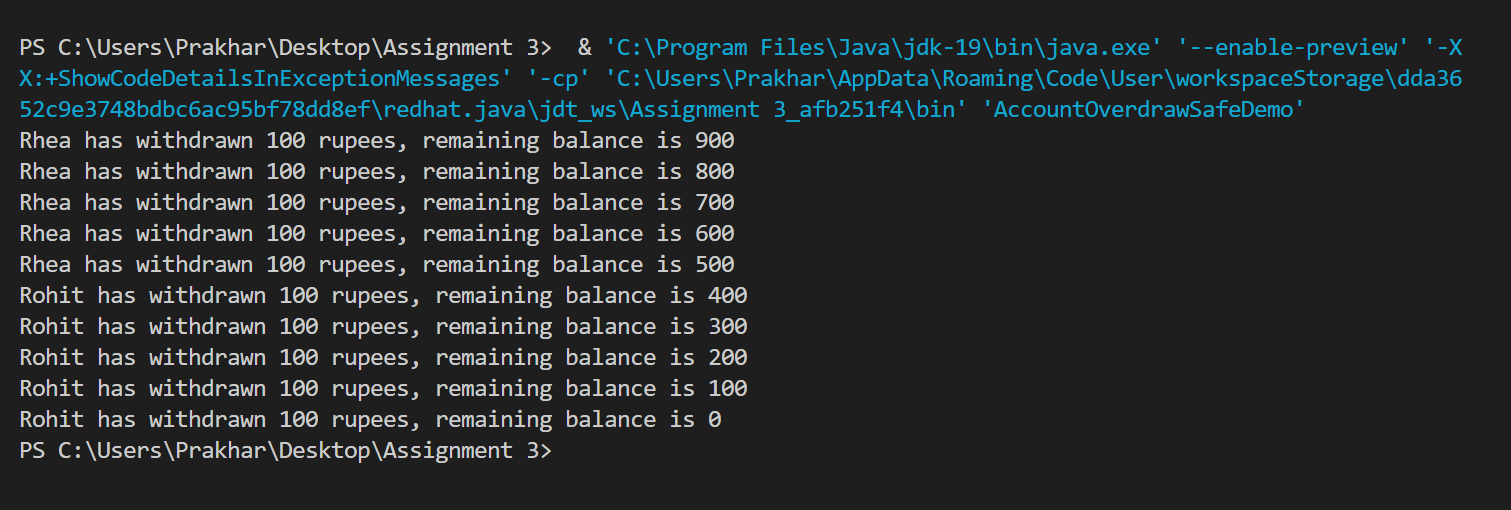 PS C:\Users\Prakhar\Desktop\Assignment 3>  & 'C:\Program Files\Java\jdk-19\bin\java.exe' '--enable-preview' '-X
X:+ShowCodeDetailsInExceptionMessages' '-cp' 'C:\Users\Prakhar\AppData\Roaming\Code\User\workspaceStorage\dda36
52c9e3748bdbc6ac95bf78dd8ef\redhat.java\jdt_ws\Assignment 3_afb251f4\bin' 'AccountOverdrawSafeDemo'
Rhea has withdrawn 100 rupees, remaining balance is 900
Rhea has withdrawn 100 rupees, remaining balance is 800
Rhea has withdrawn 100 rupees, remaining balance is 700
Rhea has withdrawn 100 rupees, remaining balance is 600
Rhea has withdrawn 100 rupees, remaining balance is 500
Rohit has withdrawn 100 rupees, remaining balance is 400
Rohit has withdrawn 100 rupees, remaining balance is 300
Rohit has withdrawn 100 rupees, remaining balance is 200
Rohit has withdrawn 100 rupees, remaining balance is 100
Rohit has withdrawn 100 rupees, remaining balance is 0
PS C:\Users\Prakhar\Desktop\Assignment 3>